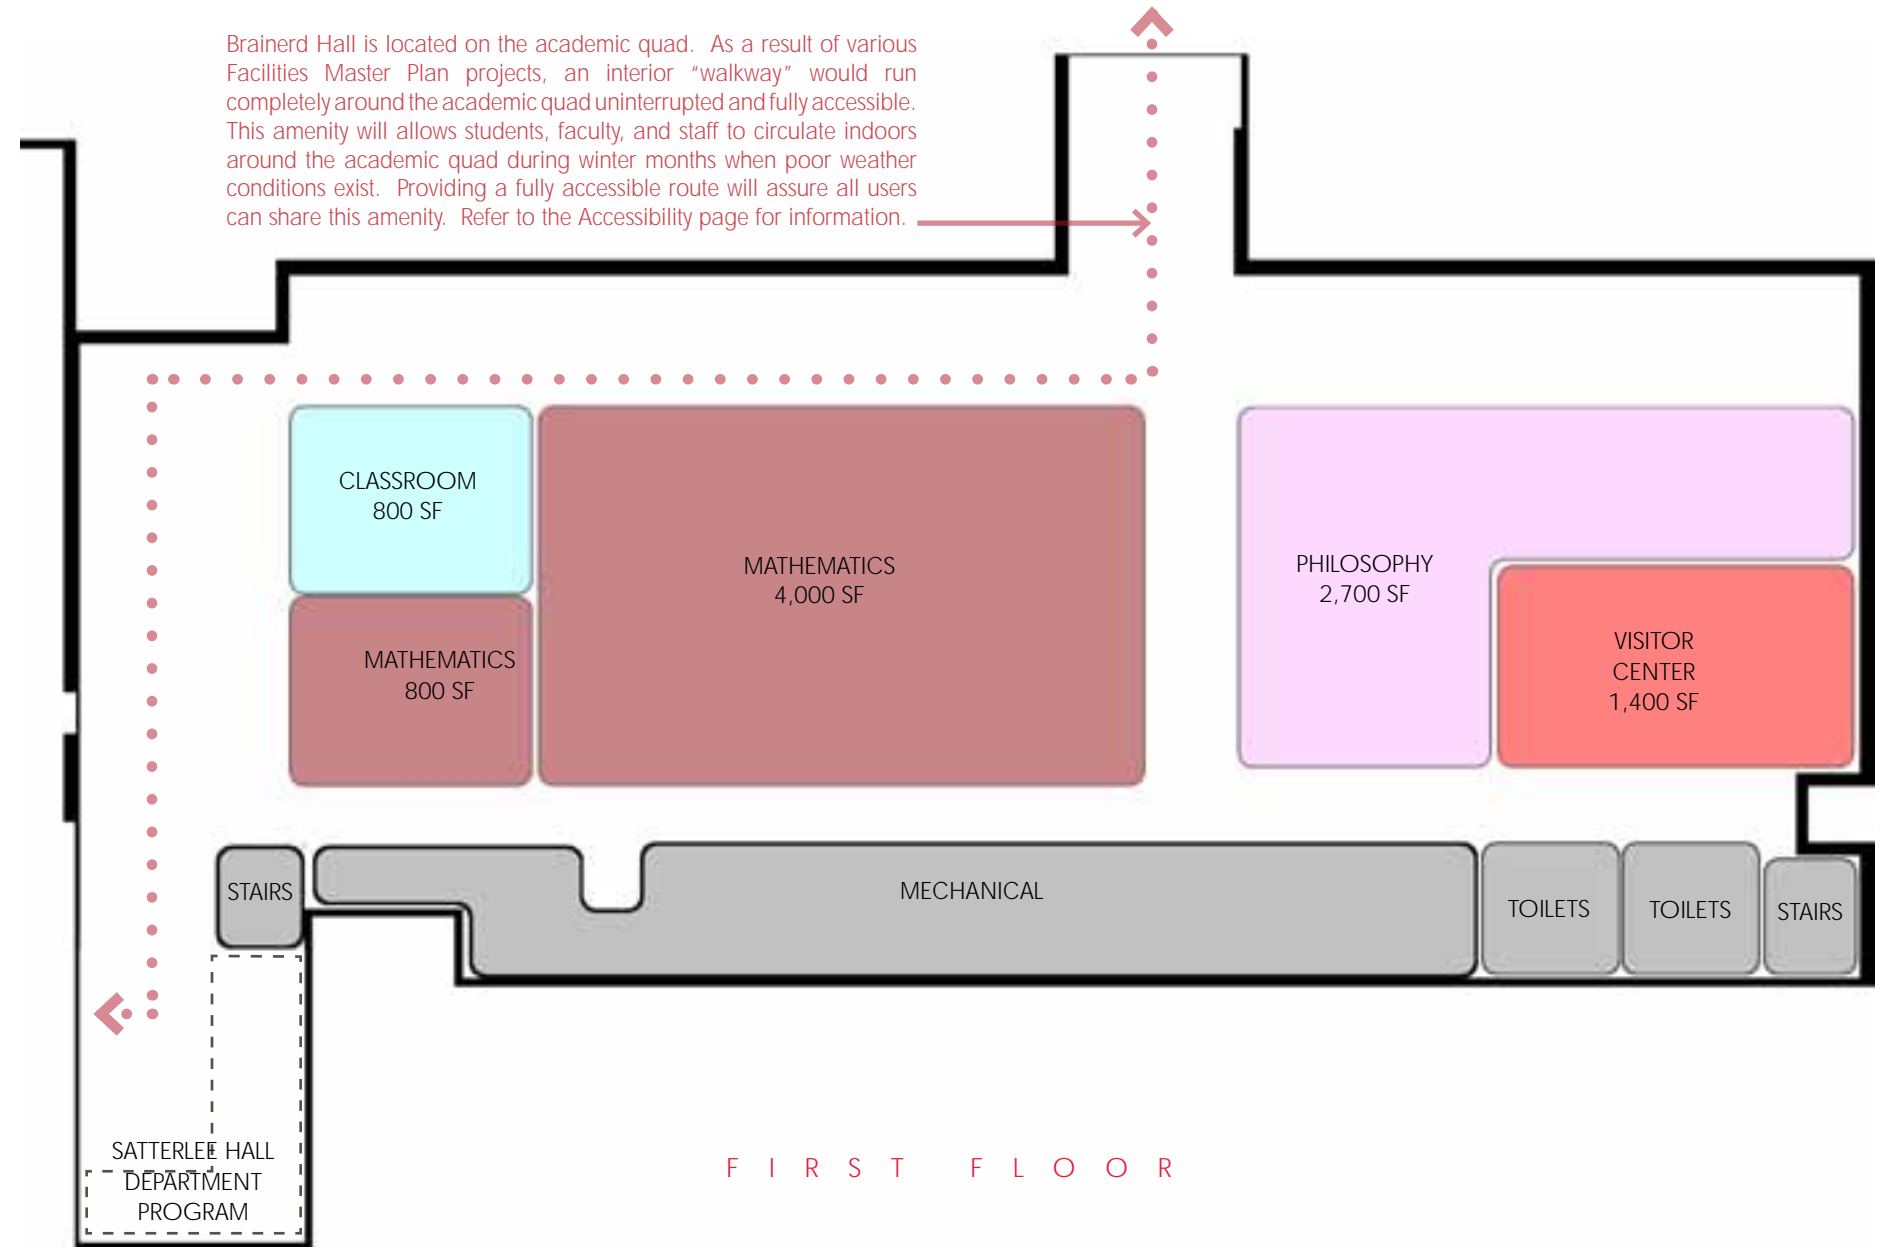 Brainerd Hall is located on the academic quad. As a result of various
Facilities Master Plan projects, an interior “walkway” would run
completely around the academic quad uninterrupted and fully accessible.
This amenity will allows students, faculty, and staff to circulate indoors
around the academic quad during winter months when poor weather
conditions exist. Providing a fully accessible route will assure all users
can share this amenity. Refer to the Accessibility page for information.
CLASSROOM
800 SF
MATHEMATICS
4,000 SF
PHILOSOPHY
2,700 SF
MATHEMATICS
800 SF
VISITOR
CENTER
1,400 SF
STAIRS
MECHANICAL
TOILETS
TOILETS
STAIRS
SATTERLEE HALL
DEPARTMENT
PROGRAM
FIRST FLOOR